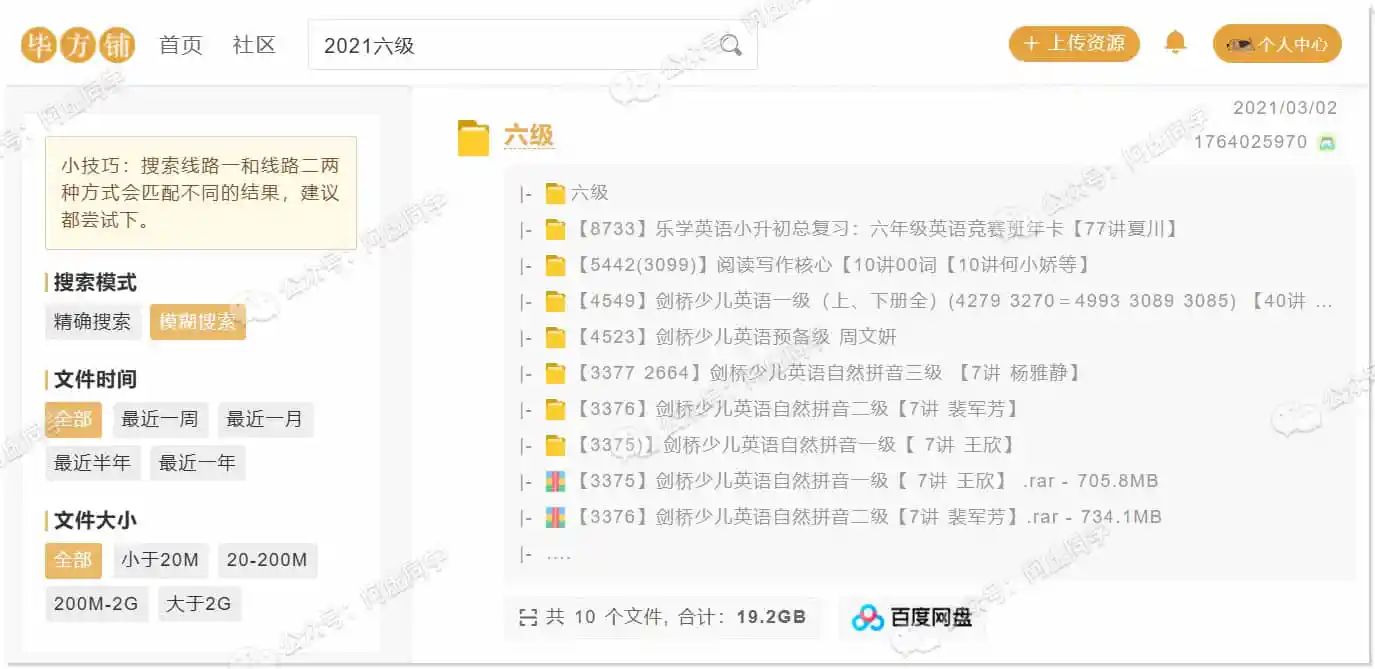 毕方铺 首页 社区 2021六级 + 上传资源 个人中心
小技巧：搜索线路一和线路二两
种方式会匹配不同的结果，建议
都尝试下。
搜索模式
精确搜索 模糊搜索
文件时间
全部 最近一周 最近一月
最近半年 最近一年
文件大小
全部 小于20M 20-200M
200M-2G 大于2G
2021/03/02
六级
1764025970
|- 六级
|- 【8733】乐学英语小升初总复习：六年级英语竞赛班年卡【77讲夏川】
|- 【5442(3099)】阅读写作核心【10讲00词【10讲何小娇等】
|- 【4549】剑桥少儿英语一级（上、下册全）(4279 3270＝4993 3089 3085) 【40讲 ...
|- 【4523】剑桥少儿英语预备级 周文妍
|- 【3377 2664】剑桥少儿英语自然拼音三级 【7讲 杨雅静】
|- 【3376】剑桥少儿英语自然拼音二级【7讲 裴军芳】
|- 【3375)】剑桥少儿英语自然拼音一级【 7讲 王欣】
|- 【3375】剑桥少儿英语自然拼音一级【 7讲 王欣】 .rar - 705.8MB
|- 【3376】剑桥少儿英语自然拼音二级【7讲 裴军芳】.rar - 734.1MB
|- ....
共 10 个文件, 合计：19.2GB 百度网盘